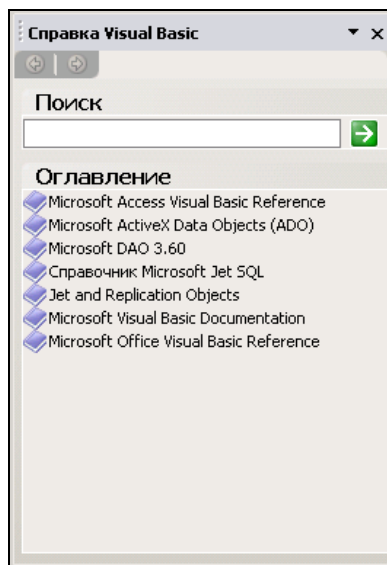 Справка Visual Basic
Поиск
Оглавление
Microsoft Access Visual Basic Reference
Microsoft ActiveX Data Objects (ADO)
Microsoft DAO 3.60
Справочник Microsoft Jet SQL
Jet and Replication Objects
Microsoft Visual Basic Documentation
Microsoft Office Visual Basic Reference